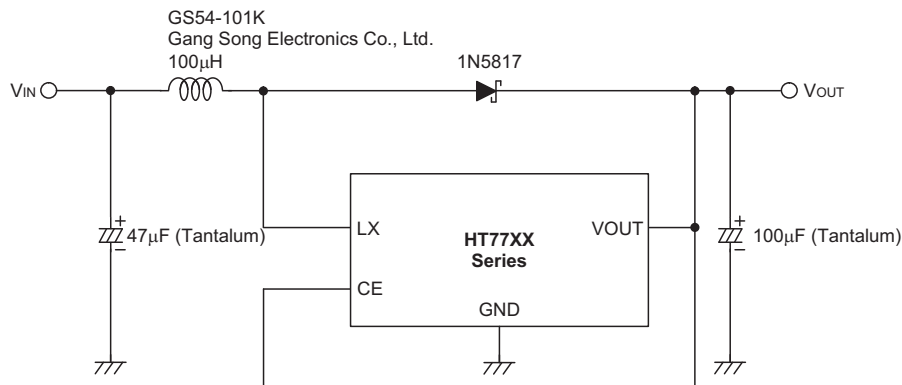 GS54-101K
Gang Song Electronics Co., Ltd.
100μH
1N5817
VIN
VOUT
47μF (Tantalum)
+
−
LX
HT77XX
Series
VOUT
CE
GND
100μF (Tantalum)
+
−